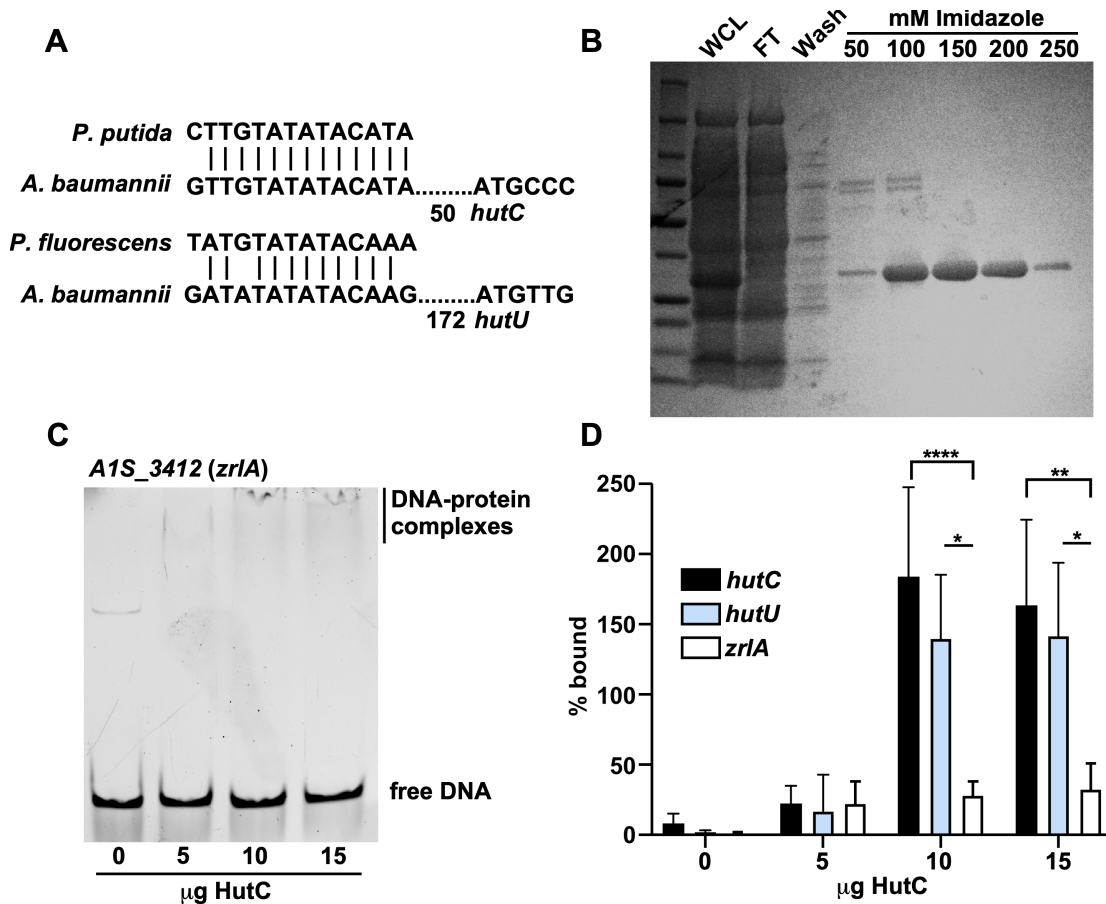 A
P. putida CTTGTATATACATA
A. baumannii GTTGTATATACATA.........ATGCCC
50 hutC
P. fluorescens TATGTATATACAAA
A. baumannii GATATATATACAAG.........ATGTTG
172 hutU
B
WCL FT Wash
mM Imidazole
50 100 150 200 250
C
A1S_3412 (zrlA)
DNA-protein
complexes
free DNA
0 5 10 15
μg HutC
D
**** **
* *
250
200
150
100
50
0
% bound
hutC
hutU
zrlA
0 5 10 15
μg HutC